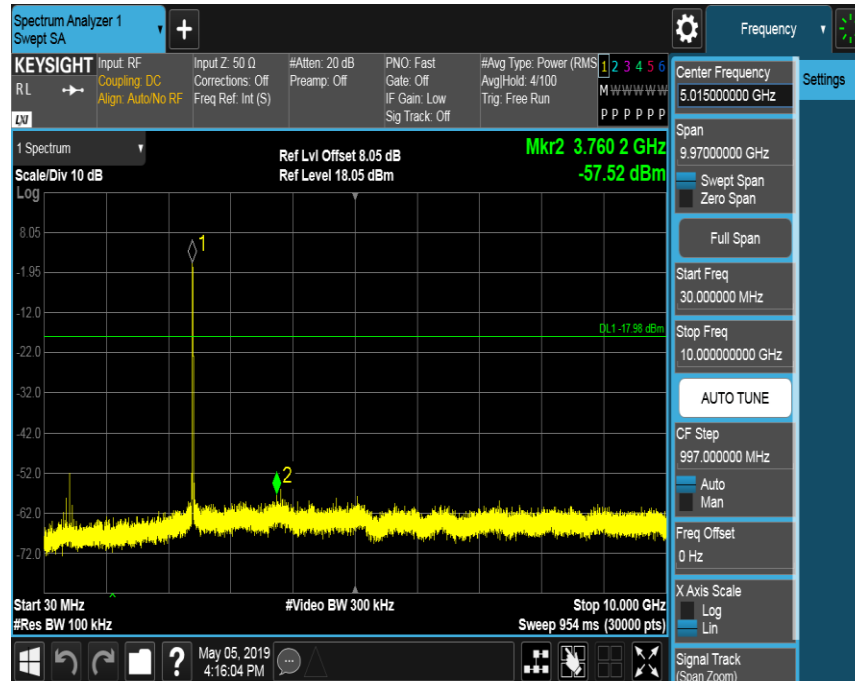 Spectrum Analyzer 1
Swept SA
+
Frequency
KEYSIGHT
RL
LXI
Input: RF
Coupling: DC
Align: Auto/No RF
Input Z: 50 Ω
Corrections: Off
Freq Ref: Int (S)
#Atten: 20 dB
Preamp: Off
PNO: Fast
Gate: Off
IF Gain: Low
Sig Track: Off
#Avg Type: Power (RMS
Avg|Hold: 4/100
Trig: Free Run
1 2 3 4 5 6
M W W W W W
P P P P P P
1 Spectrum
Scale/Div 10 dB
Log
Ref Lvl Offset 8.05 dB
Ref Level 18.05 dBm
Mkr2 3.760 2 GHz
-57.52 dBm
8.05
-1.95
-12.0
-22.0
-32.0
-42.0
-52.0
-62.0
-72.0
1
2
DL1 -17.98 dBm
Start 30 MHz
#Res BW 100 kHz
#Video BW 300 kHz
Stop 10.000 GHz
Sweep 954 ms (30000 pts)
?
May 05, 2019
4:16:04 PM
Center Frequency
5.015000000 GHz
Span
9.97000000 GHz
Swept Span
Zero Span
Full Span
Start Freq
30.000000 MHz
Stop Freq
10.000000000 GHz
AUTO TUNE
CF Step
997.000000 MHz
Auto
Man
Freq Offset
0 Hz
X Axis Scale
Log
Lin
Signal Track
(Span Zoom)
Settings